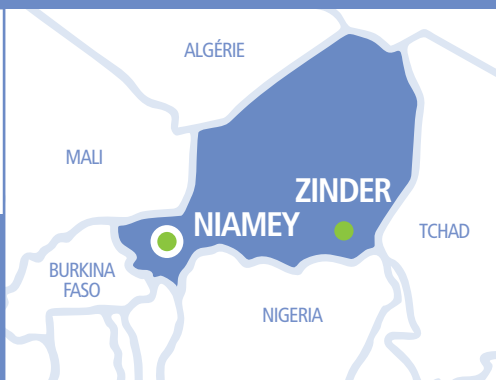 ALGÉRIE
MALI
ZINDER
NIAMEY
TCHAD
BURKINA
FASO
NIGERIA